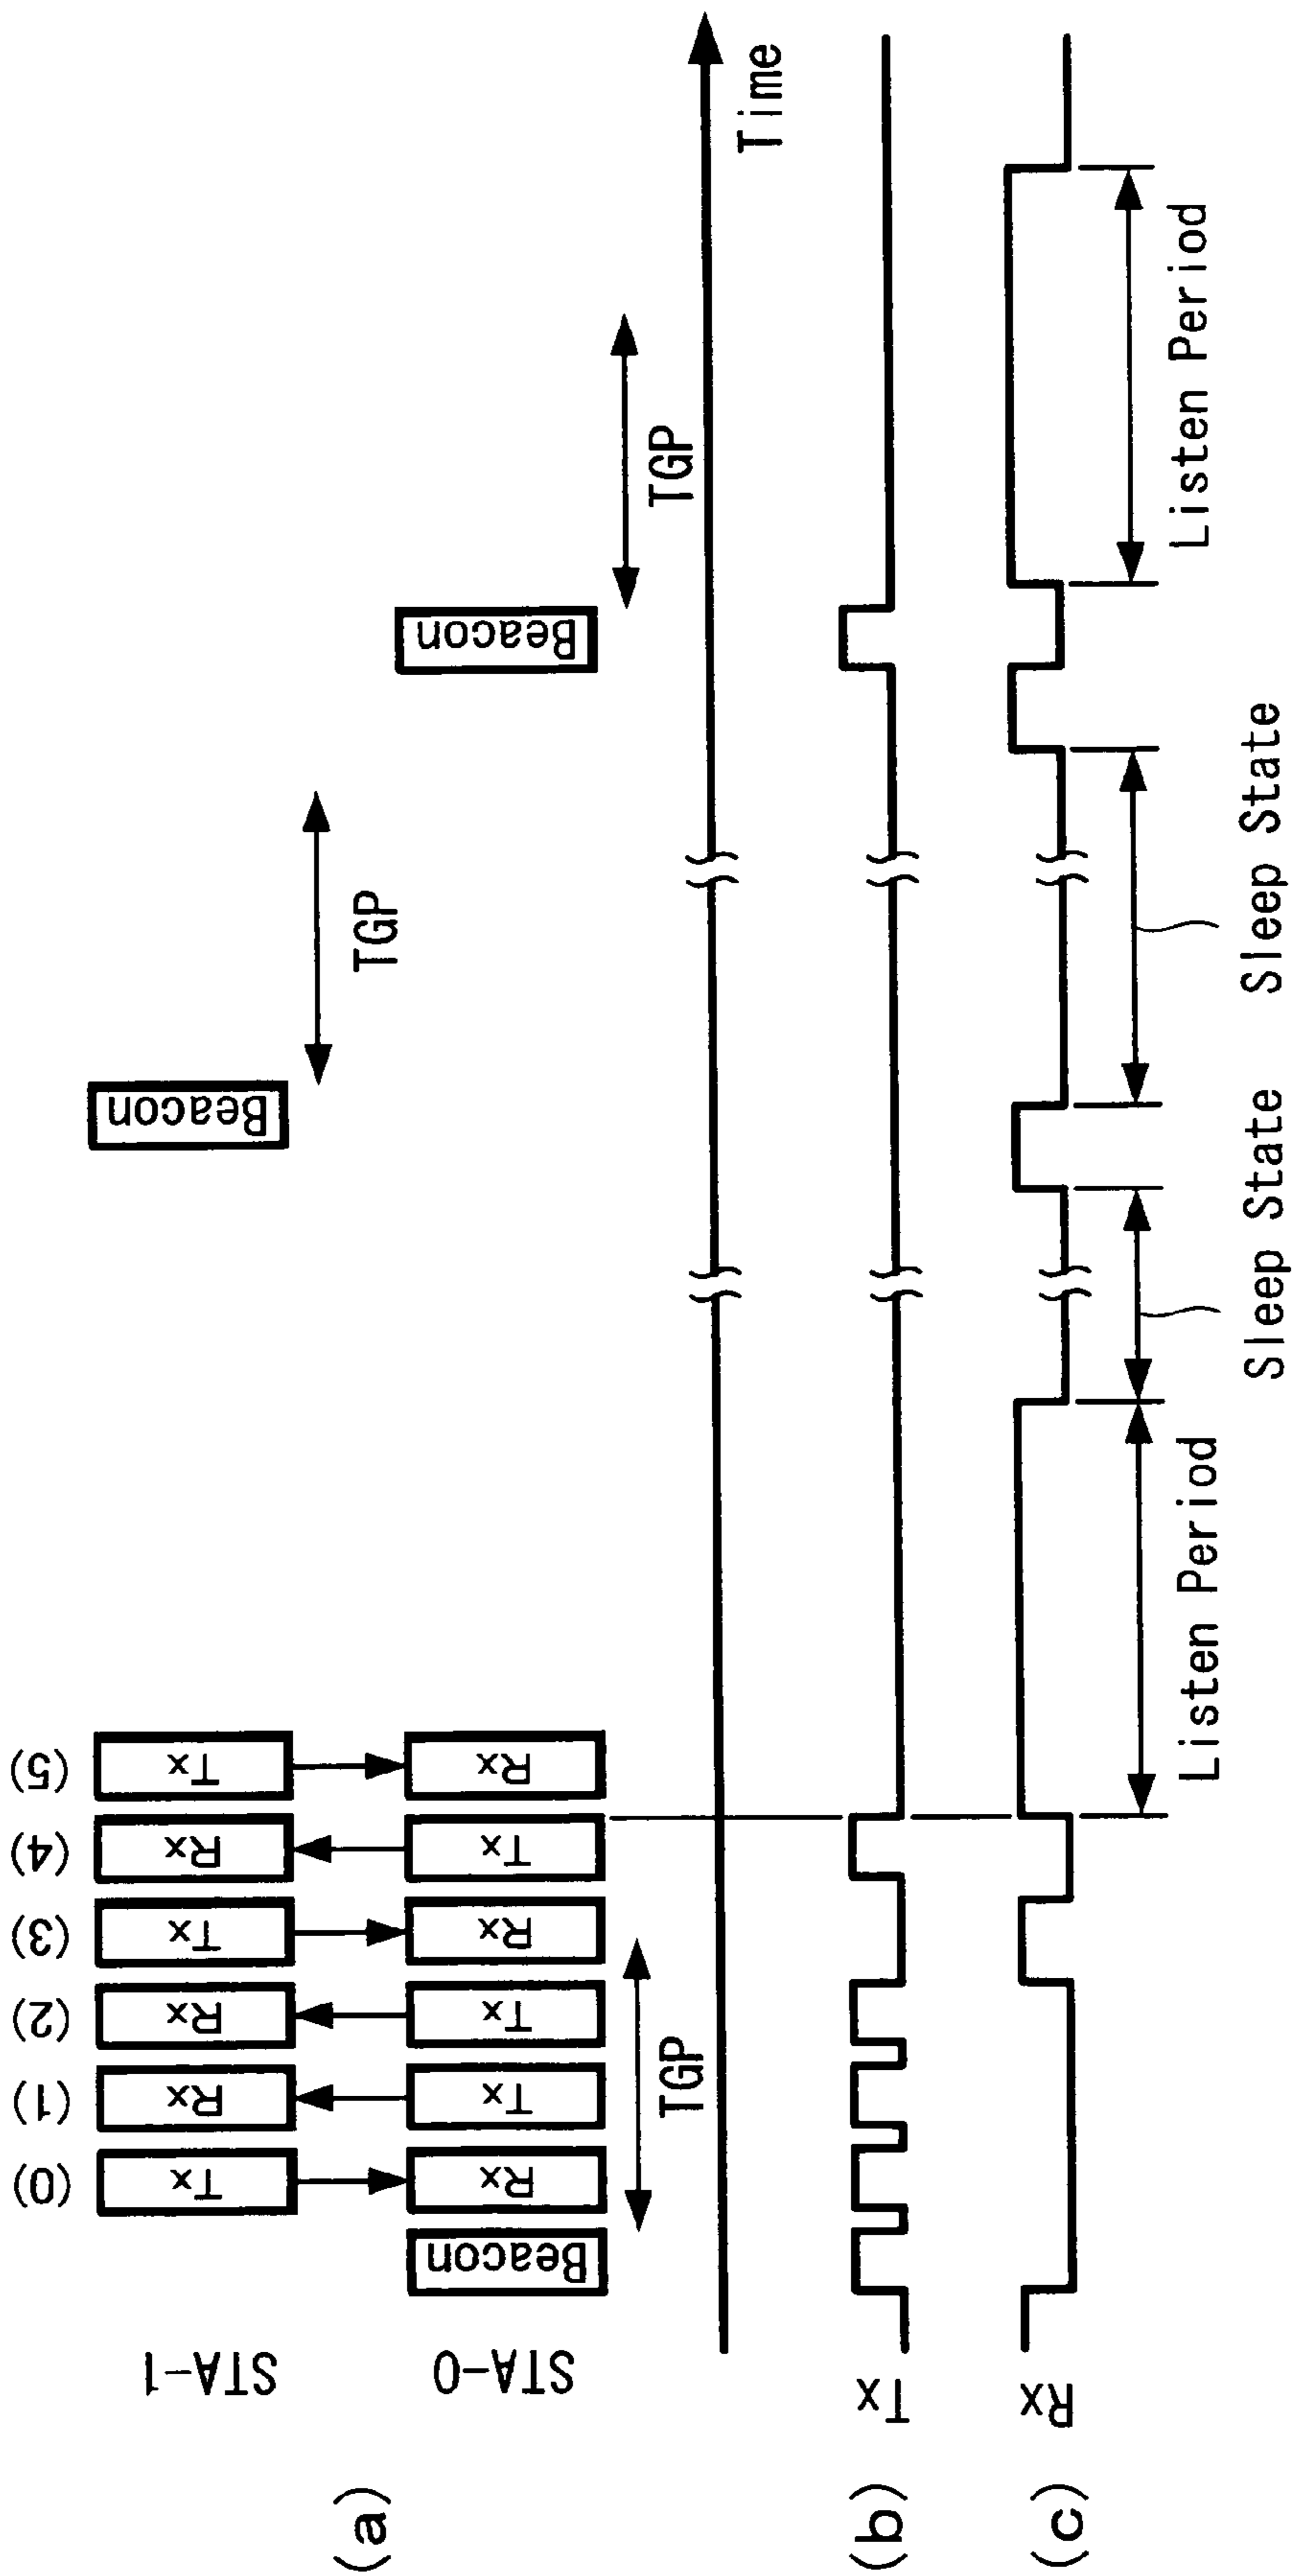 (a)
STA-1
(0) (1) (2) (3) (4) (5)
Tx Rx Rx Tx Rx Tx
Beacon
TGP
STA-0
Beacon Rx Tx Tx Rx Tx Rx
Beacon
TGP
TGP
Time
(b) Tx
(c) Rx
Listen Period
Listen Period
Sleep State
Sleep State